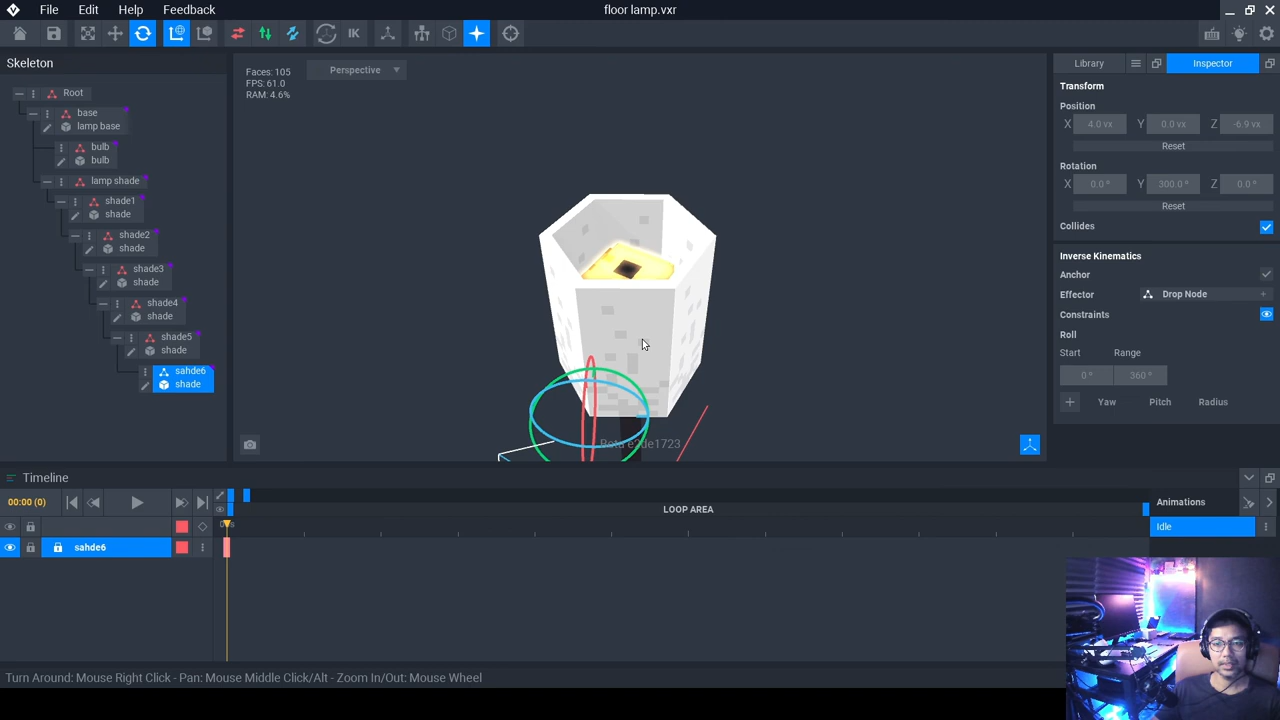 File Edit Help Feedback floor lamp.vxr
IK
Skeleton
Root
base
lamp base
bulb
bulb
lamp shade
shade1
shade
shade2
shade
shade3
shade
shade4
shade
shade5
shade
sahde6
shade
Faces: 105
FPS: 61.0
RAM: 4.6%
Perspective
Library Inspector
Transform
Position
X 4.0 vx Y 0.0 vx Z -6.9 vx
Reset
Rotation
X 0.0 ° Y 300.0 ° Z 0.0 °
Reset
Collides
Inverse Kinematics
Anchor
Effector Drop Node +
Constraints
Roll
Start Range
0° 360°
+ Yaw Pitch Radius
Timeline
00:00 (0)
LOOP AREA
Animations
Idle
sahde6
Turn Around: Mouse Right Click - Pan: Mouse Middle Click/Alt - Zoom In/Out: Mouse Wheel